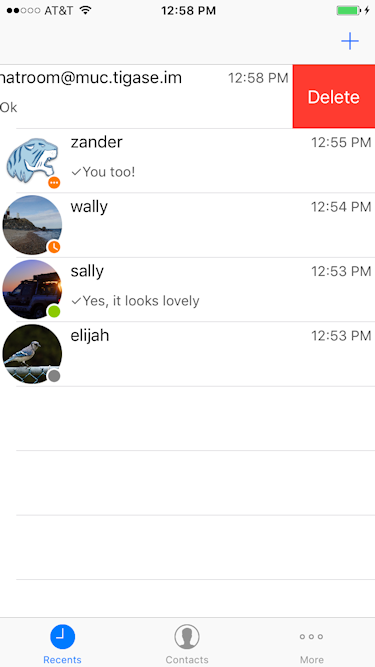 AT&T 12:58 PM
hatroom@muc.tigase.im 12:58 PM
Ok
Delete
zander 12:55 PM
✓You too!
wally 12:54 PM
sally 12:53 PM
✓Yes, it looks lovely
elijah 12:53 PM
Recents Contacts More